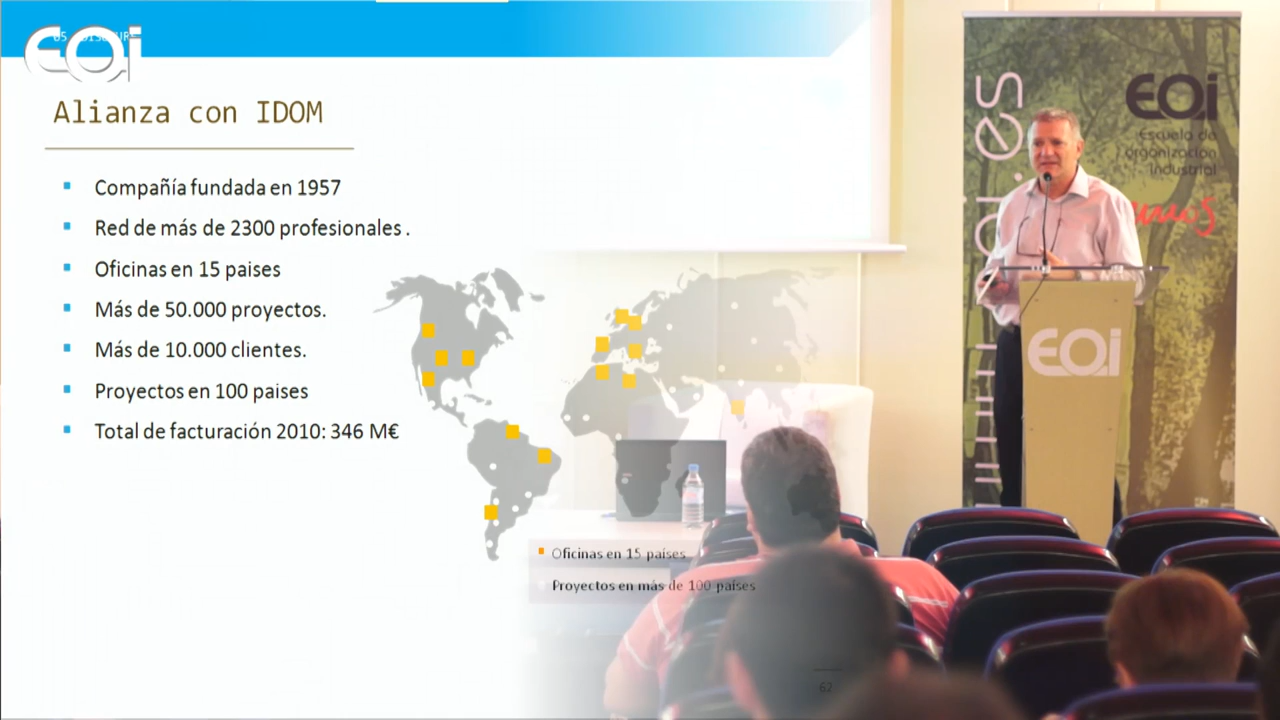 EOi
Alianza con IDOM
Compañía fundada en 1957
Red de más de 2300 profesionales .
Oficinas en 15 paises
Más de 50.000 proyectos.
Más de 10.000 clientes.
Proyectos en 100 paises
Total de facturación 2010: 346 M€
Oficinas en 15 países
Proyectos en más de 100 países
62
EOi
Escuela de
organización
industrial
EOi